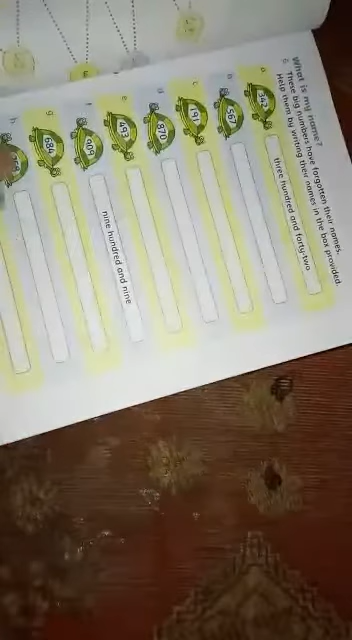 What is my name?
6. These big numbers have forgotten their names.
Help them by writing their names in the box provided.
a. 342 three hundred and forty-two
b. 567
c. 191
d. 870
e. 493
f. 909 nine hundred and nine
g. 684
h.